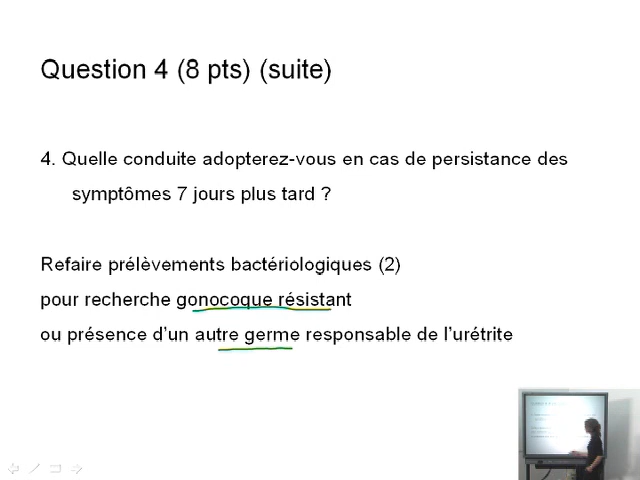 Question 4 (8 pts) (suite)
4. Quelle conduite adopterez-vous en cas de persistance des
symptômes 7 jours plus tard ?
Refaire prélèvements bactériologiques (2)
pour recherche gonocoque résistant
ou présence d'un autre germe responsable de l'urétrite